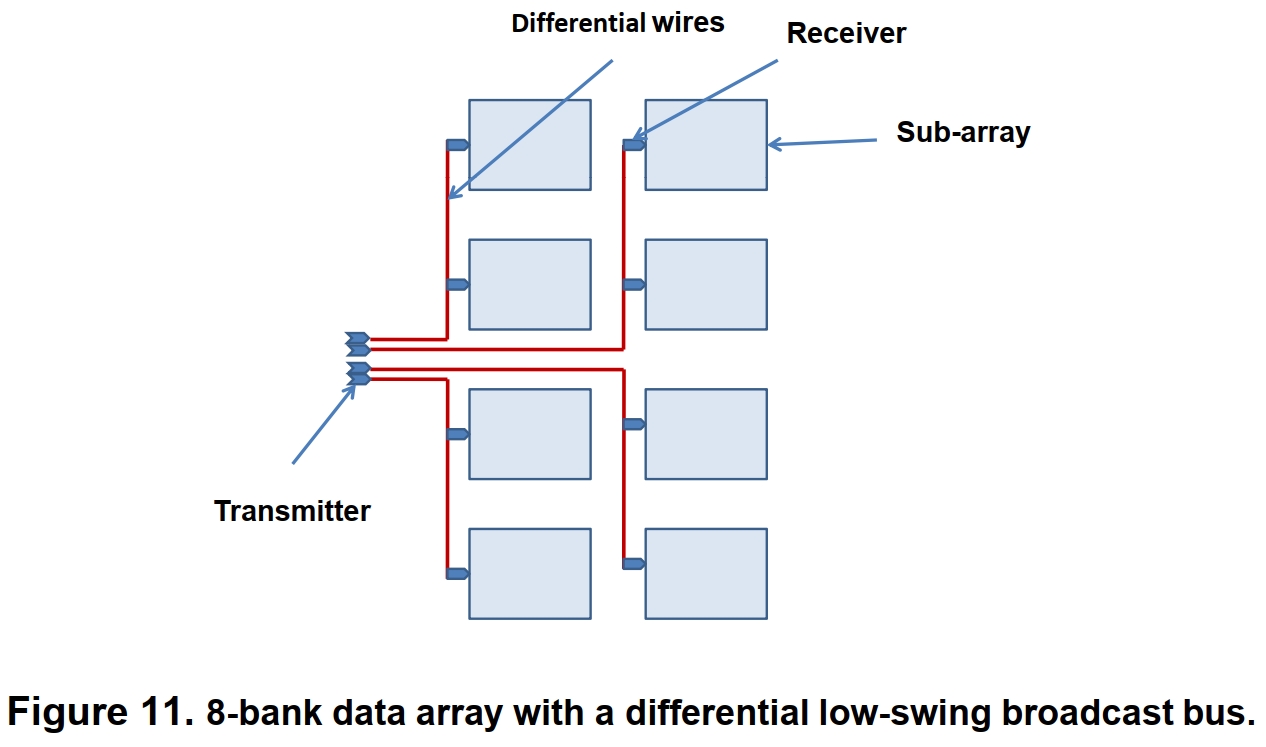 Differential wires
Receiver
Sub-array
Transmitter
Figure 11. 8-bank data array with a differential low-swing broadcast bus.